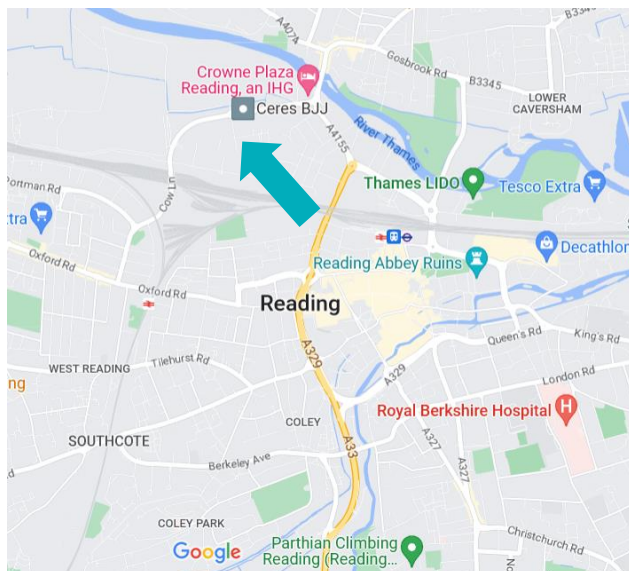 A4074
B3345
Gosbrook Rd
B3345
Crowne Plaza
Reading, an IHG
LOWER
CAVERSHAM
Ceres BJJ
A4155
River Thames
Portman Rd
Cow Ln
Thames LIDO
Tesco Extra
tra
Decathlon
Oxford Rd
Reading Abbey Ruins
Oxford Rd
Reading
Queen's Rd
King's Rd
Tilehurst Rd
WEST READING
A329
A329
London Rd
ng
Royal Berkshire Hospital
H
COLEY
SOUTHCOTE
A33
A327
Berkeley Ave
A327
COLEY PARK
Christchurch Rd
Google
Parthian Climbing
Reading (Reading...